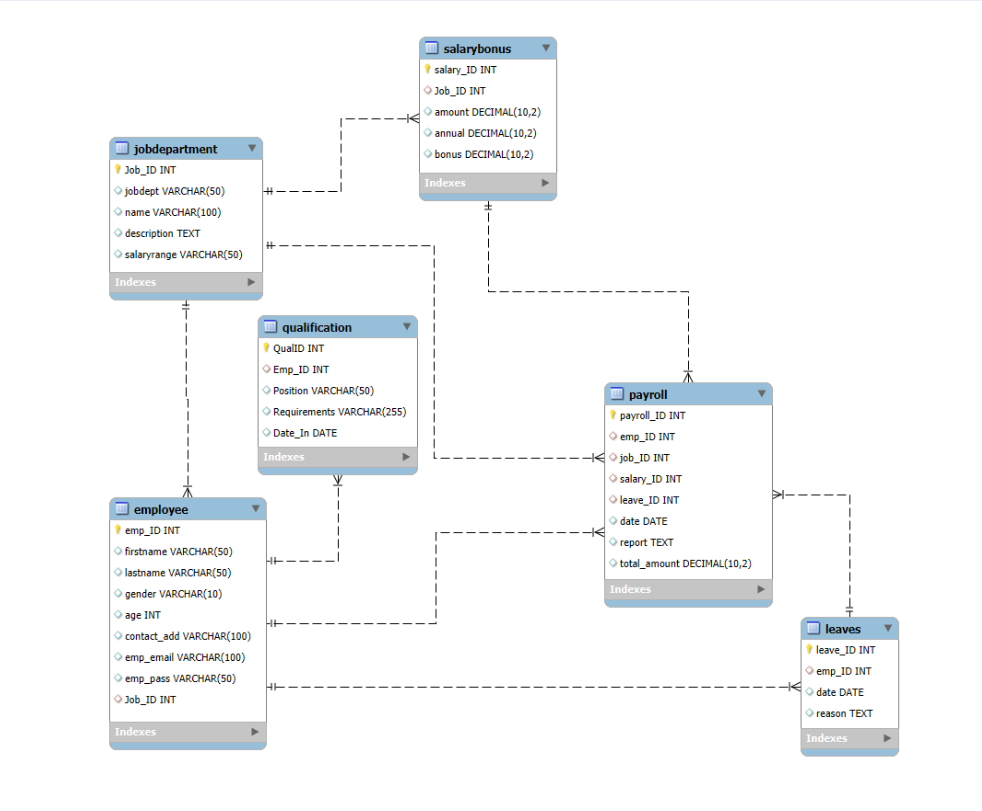 salarybonus
salary_ID INT
Job_ID INT
amount DECIMAL(10,2)
annual DECIMAL(10,2)
bonus DECIMAL(10,2)
Indexes
jobdepartment
Job_ID INT
jobdept VARCHAR(50)
name VARCHAR(100)
description TEXT
salaryrange VARCHAR(50)
Indexes
qualification
QualID INT
Emp_ID INT
Position VARCHAR(50)
Requirements VARCHAR(255)
Date_In DATE
Indexes
payroll
payroll_ID INT
emp_ID INT
job_ID INT
salary_ID INT
leave_ID INT
date DATE
report TEXT
total_amount DECIMAL(10,2)
Indexes
employee
emp_ID INT
firstname VARCHAR(50)
lastname VARCHAR(50)
gender VARCHAR(10)
age INT
contact_add VARCHAR(100)
emp_email VARCHAR(100)
emp_pass VARCHAR(50)
Job_ID INT
Indexes
leaves
leave_ID INT
emp_ID INT
date DATE
reason TEXT
Indexes